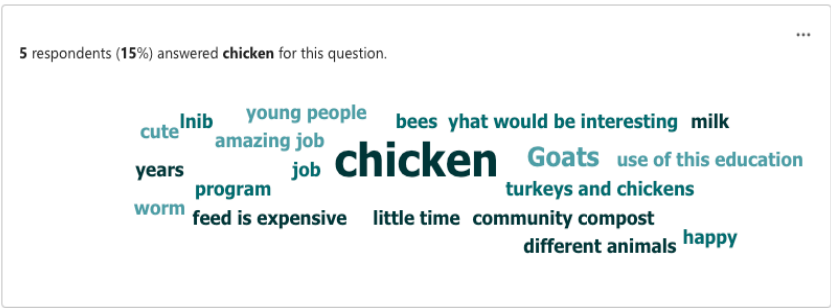 ...
5 respondents (15%) answered chicken for this question.
young people
lnib
bees yhat would be interesting milk
cute
amazing job
chicken
Goats use of this education
years
job
program
turkeys and chickens
worm
feed is expensive little time community compost
different animals happy